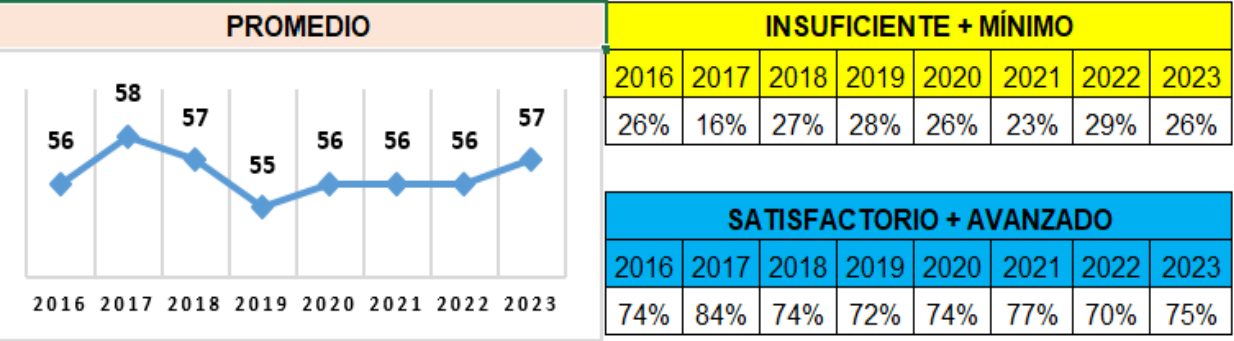 PROMEDIO
58
57
57
56
56
56
56
55
2016 2017 2018 2019 2020 2021 2022 2023
INSUFICIENTE + MÍNIMO
2016 2017 2018 2019 2020 2021 2022 2023
26% 16% 27% 28% 26% 23% 29% 26%
SATISFACTORIO + AVANZADO
2016 2017 2018 2019 2020 2021 2022 2023
74% 84% 74% 72% 74% 77% 70% 75%